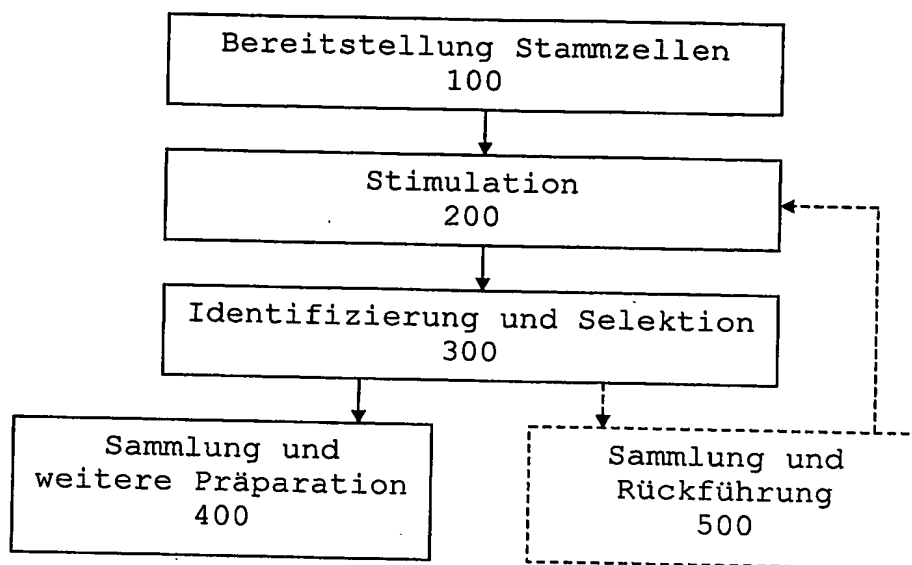 Bereitstellung Stammzellen
100
Stimulation
200
Identifizierung und Selektion
300
Sammlung und
weitere Präparation
400
Sammlung und
Rückführung
500